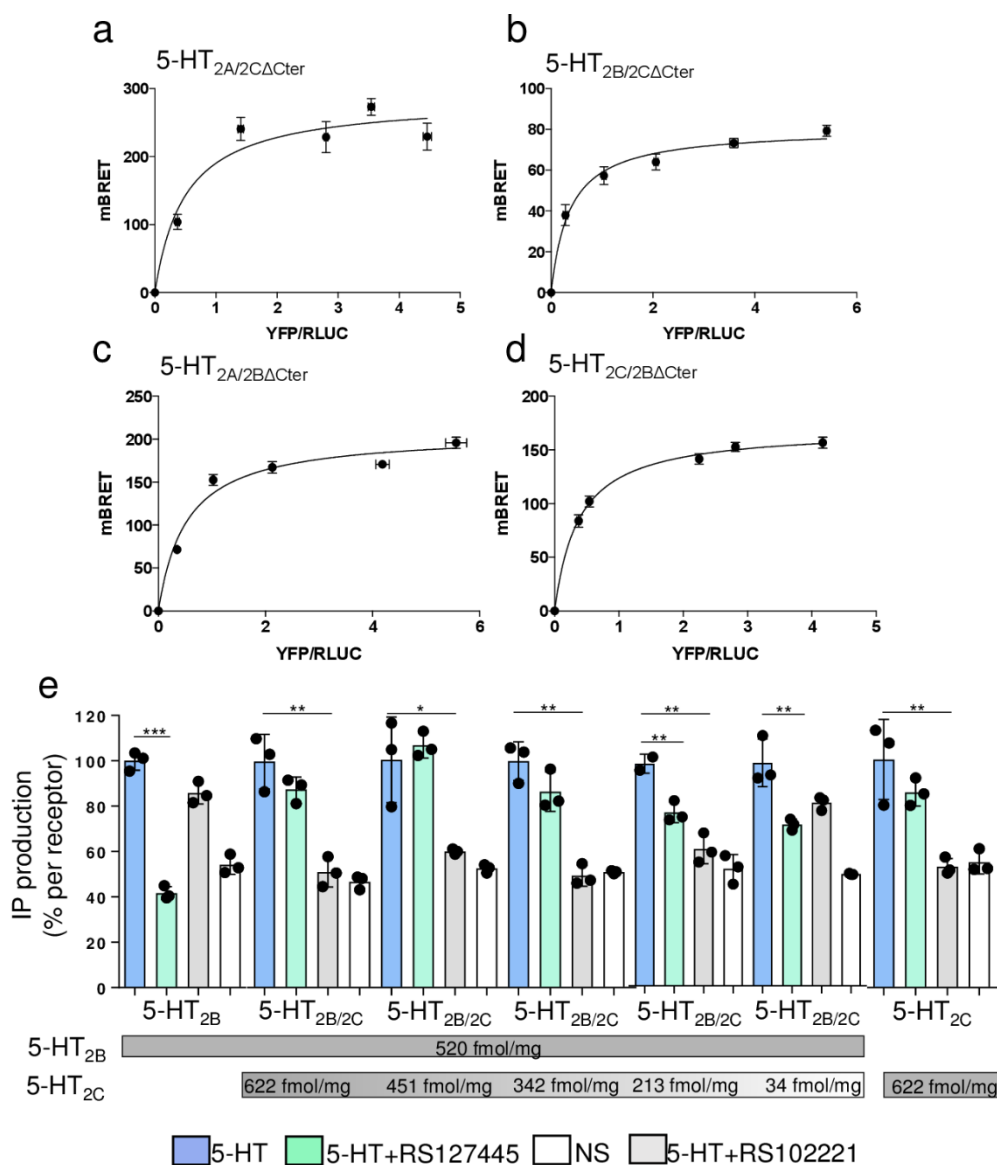 a
5-HT2A/2CΔCter
300
200
100
0
mBRET
0 1 2 3 4 5
YFP/RLUC
b
5-HT2B/2CΔCter
100
80
60
40
20
0
mBRET
0 2 4 6
YFP/RLUC
c
5-HT2A/2BΔCter
250
200
150
100
50
0
mBRET
0 2 4 6
YFP/RLUC
d
5-HT2C/2BΔCter
200
150
100
50
0
mBRET
0 1 2 3 4 5
YFP/RLUC
e
IP production
(% per receptor)
120
100
80
60
40
20
0
*** ** * ** ** ** **
**
5-HT2B 5-HT2B/2C 5-HT2B/2C 5-HT2B/2C 5-HT2B/2C 5-HT2B/2C 5-HT2C
5-HT2B 520 fmol/mg
5-HT2C 622 fmol/mg 451 fmol/mg 342 fmol/mg 213 fmol/mg 34 fmol/mg 622 fmol/mg
5-HT 5-HT+RS127445 NS 5-HT+RS102221